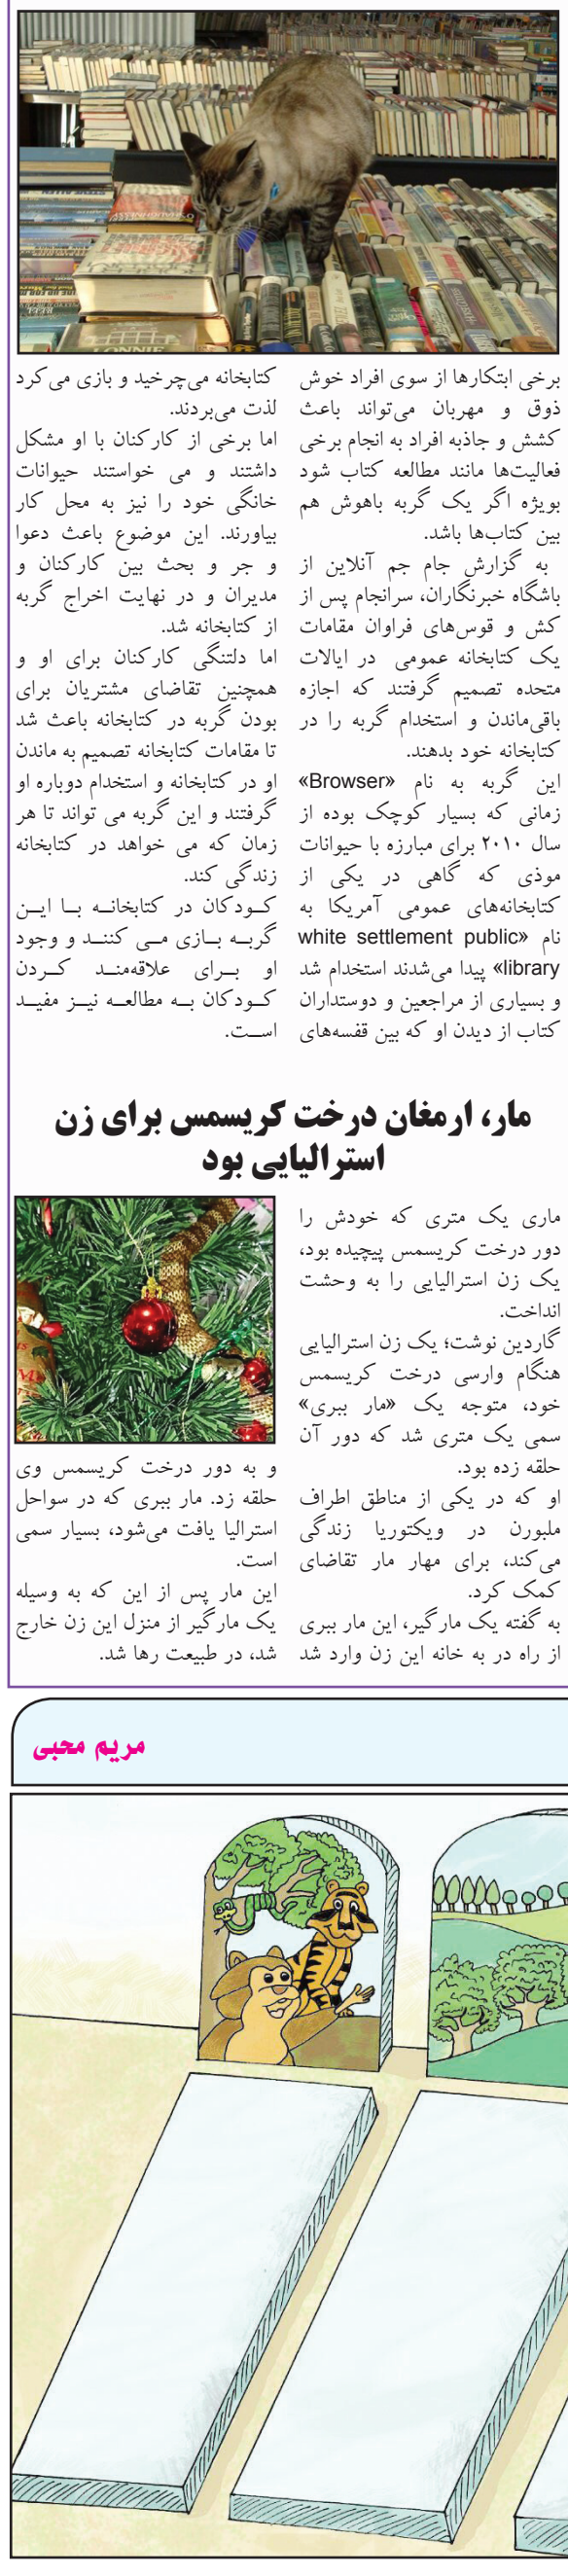 برخی ابتکارها از سوی افراد خوش
ذوق و مهربان می‌تواند باعث
کشش و جاذبه افراد به انجام برخی
فعالیت‌ها مانند مطالعه کتاب شود
بویژه اگر یک گربه باهوش هم
بین کتاب‌ها باشد.
به گزارش جام جم آنلاین از
باشگاه خبرنگاران، سرانجام پس از
کش و قوس‌های فراوان مقامات
یک کتابخانه عمومی در ایالات
متحده تصمیم گرفتند که اجازه
باقی‌ماندن و استخدام گربه را در
کتابخانه خود بدهند.
این گربه به نام «Browser»
زمانی که بسیار کوچک بوده از
سال ۲۰۱۰ برای مبارزه با حیوانات
موذی که گاهی در یکی از
کتابخانه‌های عمومی آمریکا به
نام «white settlement public
library» پیدا می‌شدند استخدام شد
و بسیاری از مراجعین و دوستداران
کتاب از دیدن او که بین قفسه‌های
کتابخانه می‌چرخید و بازی می‌کرد
لذت می‌بردند.
اما برخی از کارکنان با او مشکل
داشتند و می خواستند حیوانات
خانگی خود را نیز به محل کار
بیاورند. این موضوع باعث دعوا
و جر و بحث بین کارکنان و
مدیران و در نهایت اخراج گربه
از کتابخانه شد.
اما دلتنگی کارکنان برای او و
همچنین تقاضای مشتریان برای
بودن گربه در کتابخانه باعث شد
تا مقامات کتابخانه تصمیم به ماندن
او در کتابخانه و استخدام دوباره او
گرفتند و این گربه می تواند تا هر
زمان که می خواهد در کتابخانه
زندگی کند.
کودکان در کتابخانه با این
گربه بازی می کنند و وجود
او برای علاقه‌مند کردن
کودکان به مطالعه نیز مفید
است.
مار، ارمغان درخت کریسمس برای زن
استرالیایی بود
ماری یک متری که خودش را
دور درخت کریسمس پیچیده بود،
یک زن استرالیایی را به وحشت
انداخت.
گاردین نوشت؛ یک زن استرالیایی
هنگام وارسی درخت کریسمس
خود، متوجه یک «مار ببری»
سمی یک متری شد که دور آن
حلقه زده بود.
او که در یکی از مناطق اطراف
ملبورن در ویکتوریا زندگی
می‌کند، برای مهار مار تقاضای
کمک کرد.
به گفته یک مارگیر، این مار ببری
از راه در به خانه این زن وارد شد
و به دور درخت کریسمس وی
حلقه زد. مار ببری که در سواحل
استرالیا یافت می‌شود، بسیار سمی
است.
این مار پس از این که به وسیله
یک مارگیر از منزل این زن خارج
شد، در طبیعت رها شد.
مریم محبی